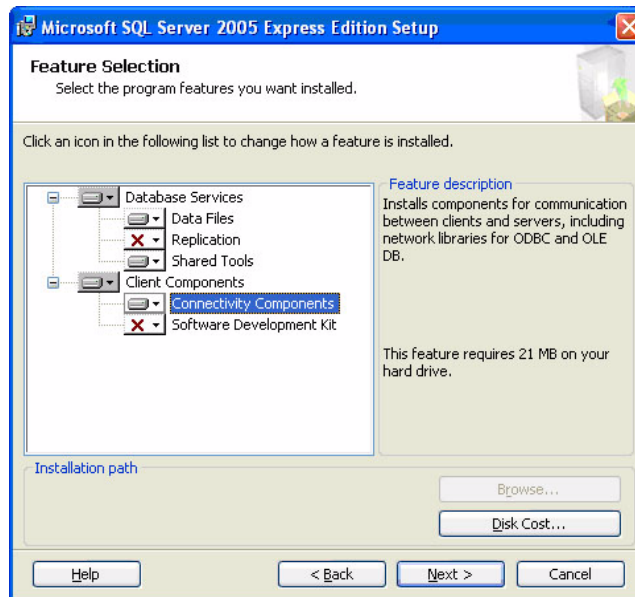 Microsoft SQL Server 2005 Express Edition Setup
Feature Selection
Select the program features you want installed.
Click an icon in the following list to change how a feature is installed.
Database Services
Data Files
Replication
Shared Tools
Client Components
Connectivity Components
Software Development Kit
Feature description
Installs components for communication
between clients and servers, including
network libraries for ODBC and OLE
DB.
This feature requires 21 MB on your
hard drive.
Installation path
Browse...
Disk Cost...
Help
< Back
Next >
Cancel